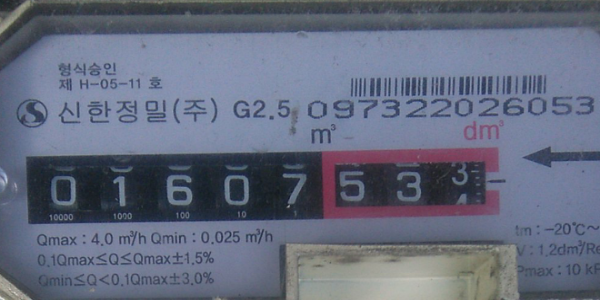 형식승인
제 H-05-11 호
신한정밀(주) G2.5 097322026053
m³ dm³
0 1 6 0 7 5 3 3
10000 1000 100 10 1
Qmax : 4.0 m³/h Qmin : 0.025 m³/h
0.1Qmax≤Q≤Qmax±1.5%
Qmin≤Q<0.1Qmax±3.0%
tm : -20℃~
V : 1.2dm³/Re
Pmax : 10 k